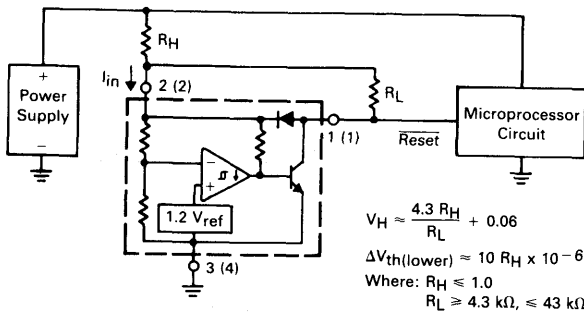 R_H
+
Power
Supply
−
I_in
2 (2)
R_L
1 (1)
Reset
Microprocessor
Circuit
−
+
1.2 V_ref
3 (4)
V_H ≈ 4.3 R_H / R_L + 0.06
ΔV_th(lower) ≈ 10 R_H x 10^-6
Where: R_H ≤ 1.0
R_L ≥ 4.3 kΩ, ≤ 43 kΩ